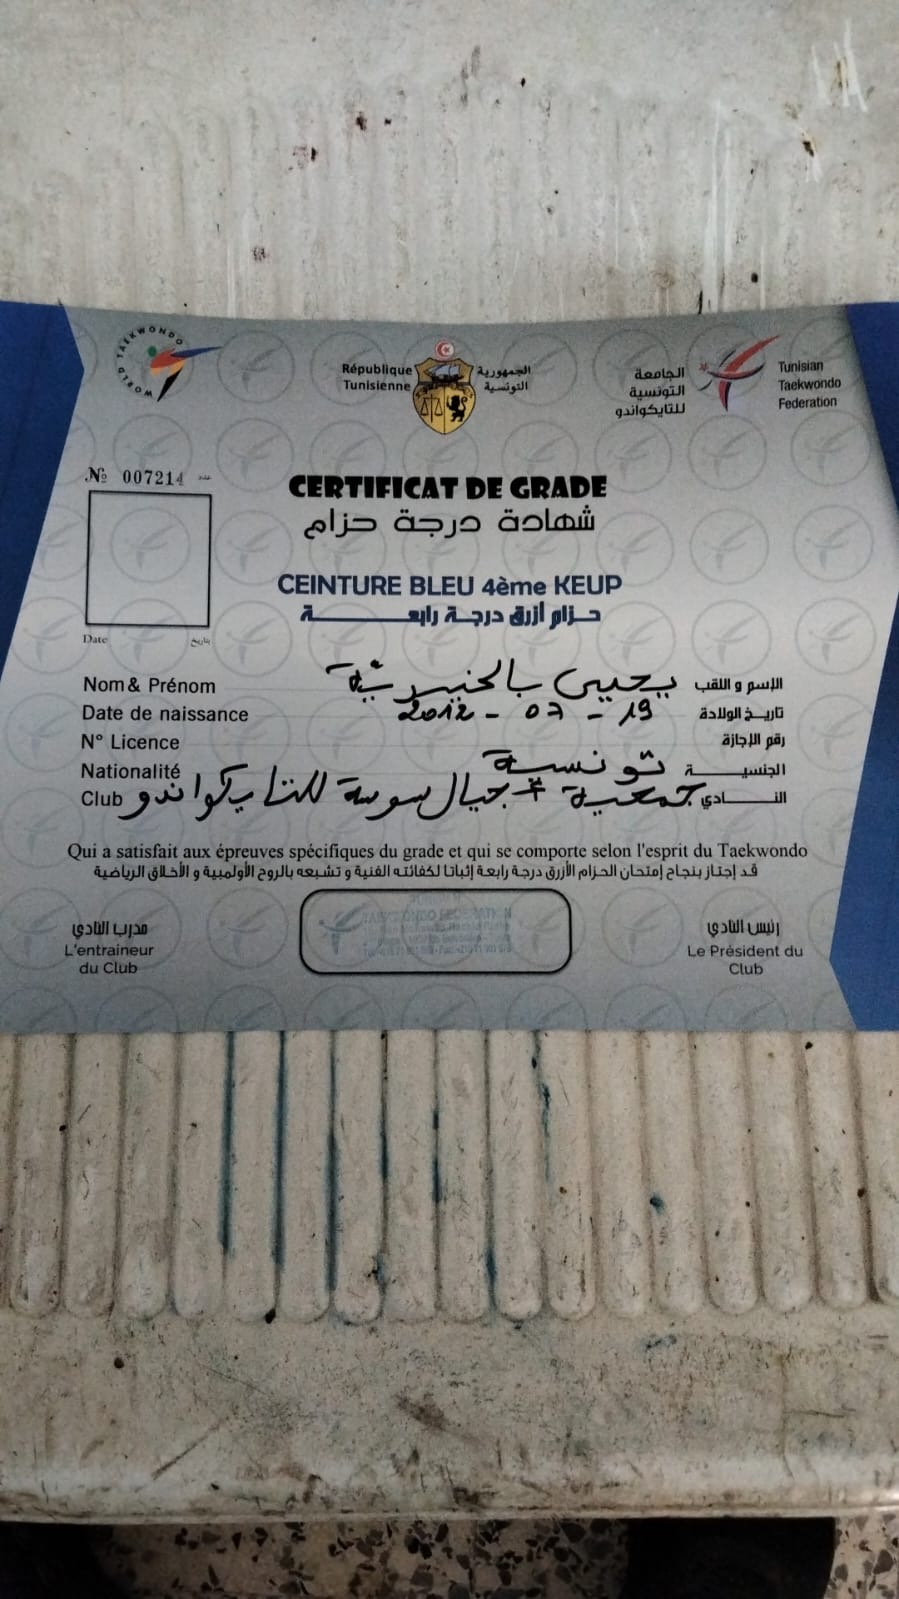 WORLD TAEKWONDO
République
Tunisienne
الجمهورية
التونسية
الجامعة
التونسية
للتايكواندو
Tunisian
Taekwondo
Federation
№ 007214 عدد
CERTIFICAT DE GRADE
شهادة درجة حزام
CEINTURE BLEU 4ème KEUP
حزام أزرق درجة رابعة
Date بتاريخ
Nom & Prénom يحيى الإسم و اللقب
Date de naissance 2012 - 07 - 19 تاريخ الولادة
N° Licence رقم الإجازة
Nationalité تونسية الجنسية
Club جمعية أجيال سوسة للتايكواندو النادي
Qui a satisfait aux épreuves spécifiques du grade et qui se comporte selon l'esprit du Taekwondo
قد إجتاز بنجاح إمتحان الحزام الأزرق درجة رابعة إثباتا لكفائته الفنية و تشبعه بالروح الأولمبية و الأخلاق الرياضية
مدرب النادي
L'entraineur
du Club
رئيس النادي
Le Président du
Club